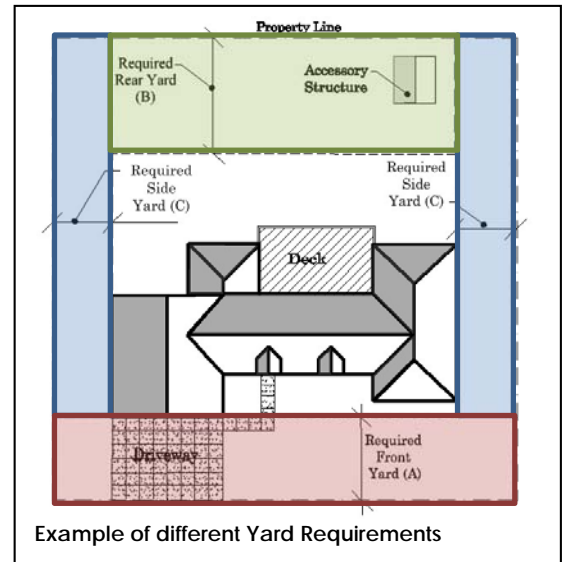 Property Line
Required
Rear Yard
(B)
Accessory
Structure
Required
Side
Yard (C)
Required
Side
Yard (C)
Deck
Driveway
Required
Front
Yard (A)
Example of different Yard Requirements